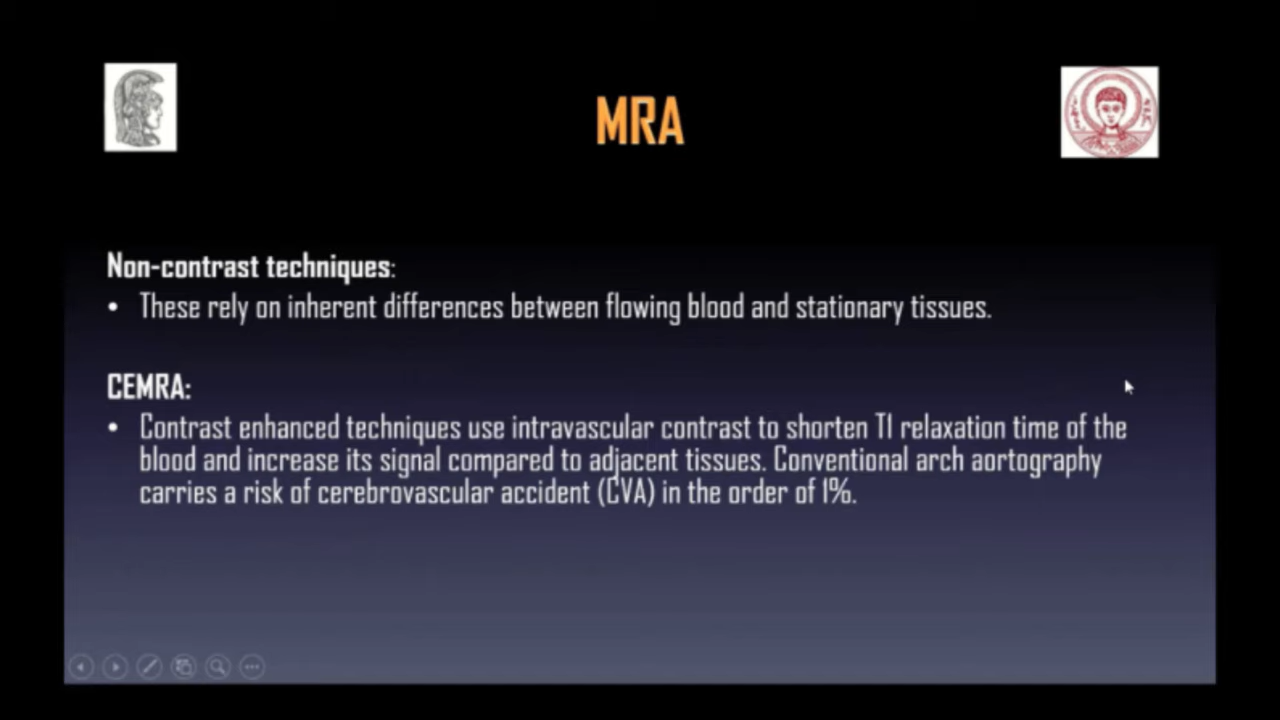 MRA
Non-contrast techniques:
• These rely on inherent differences between flowing blood and stationary tissues.
CEMRA:
• Contrast enhanced techniques use intravascular contrast to shorten T1 relaxation time of the
blood and increase its signal compared to adjacent tissues. Conventional arch aortography
carries a risk of cerebrovascular accident (CVA) in the order of 1%.